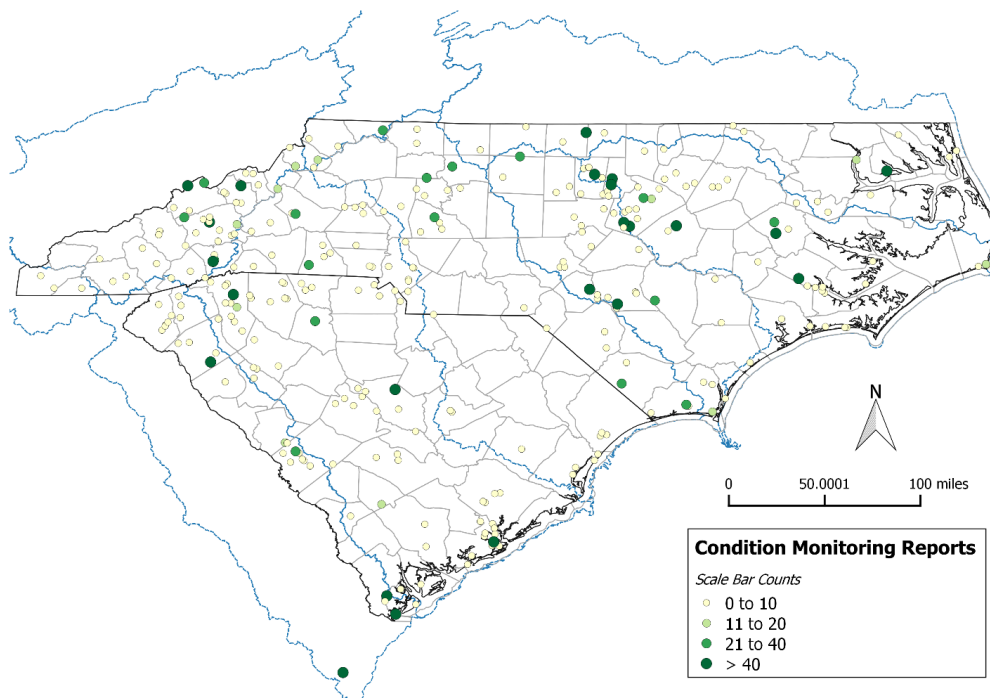 N
0 50.0001 100 miles
Condition Monitoring Reports
Scale Bar Counts
0 to 10
11 to 20
21 to 40
> 40